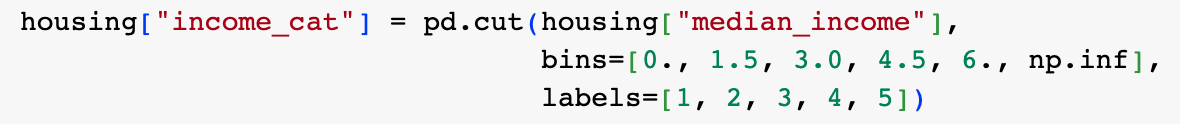 housing["income_cat"] = pd.cut(housing["median_income"],
                               bins=[0., 1.5, 3.0, 4.5, 6., np.inf],
                               labels=[1, 2, 3, 4, 5])